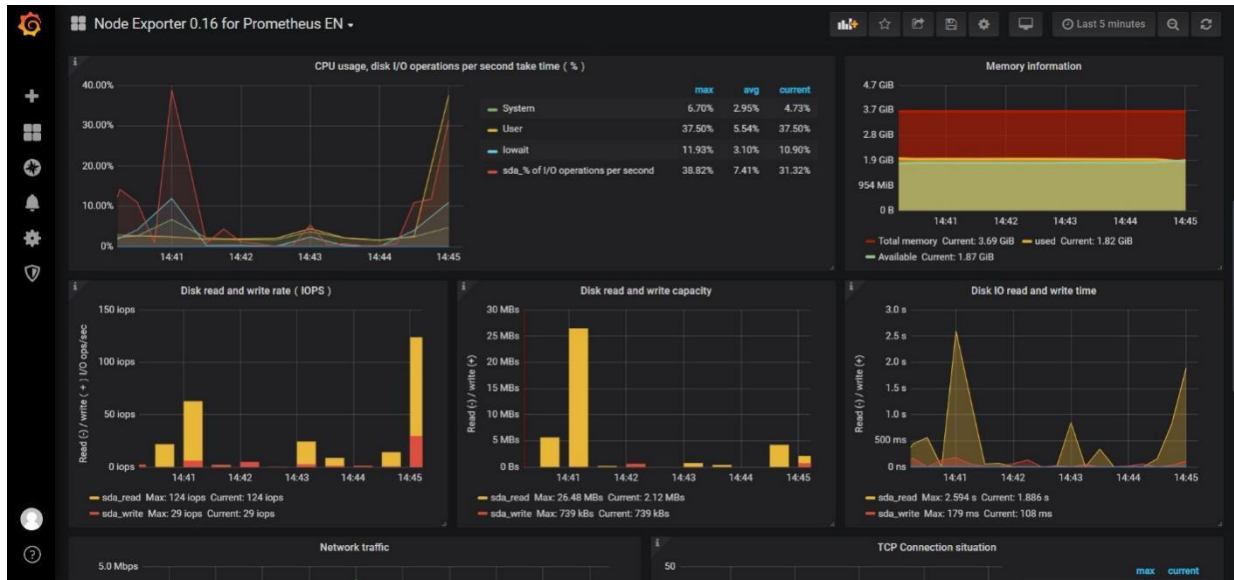 Node Exporter 0.16 for Prometheus EN
Last 5 minutes
CPU usage, disk I/O operations per second take time ( % )
40.00%
30.00%
20.00%
10.00%
0%
14:41 14:42 14:43 14:44 14:45
max avg current
System 6.70% 2.95% 4.73%
User 37.50% 5.54% 37.50%
Iowait 11.93% 3.10% 10.90%
sda_% of I/O operations per second 38.82% 7.41% 31.32%
Memory information
4.7 GiB
3.7 GiB
2.8 GiB
1.9 GiB
954 MiB
0 B
14:41 14:42 14:43 14:44 14:45
Total memory Current: 3.69 GiB used Current: 1.82 GiB
Available Current: 1.87 GiB
Disk read and write rate ( IOPS )
Read (-) / write ( + ) I/O ops/sec
150 iops
100 iops
50 iops
0 iops
14:41 14:42 14:43 14:44 14:45
sda_read Max: 124 iops Current: 124 iops
sda_write Max: 29 iops Current: 29 iops
Disk read and write capacity
Read (-) / write (+)
30 MBs
25 MBs
20 MBs
15 MBs
10 MBs
5 MBs
0 Bs
14:41 14:42 14:43 14:44 14:45
sda_read Max: 26.48 MBs Current: 2.12 MBs
sda_write Max: 739 kBs Current: 739 kBs
Disk IO read and write time
Read (-) / write (+)
3.0 s
2.5 s
2.0 s
1.5 s
1.0 s
500 ms
0 ns
14:41 14:42 14:43 14:44 14:45
sda_read Max: 2.594 s Current: 1.886 s
sda_write Max: 179 ms Current: 108 ms
Network traffic
5.0 Mbps
TCP Connection situation
50
max current